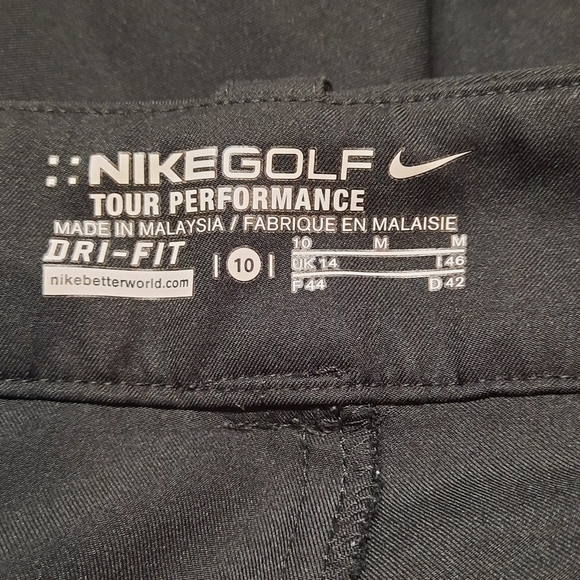 NIKEGOLF
TOUR PERFORMANCE
MADE IN MALAYSIA / FABRIQUE EN MALAISIE
DRI-FIT
nikebetterworld.com
10
10 M M
UK 14 I 46
F 44 D 42